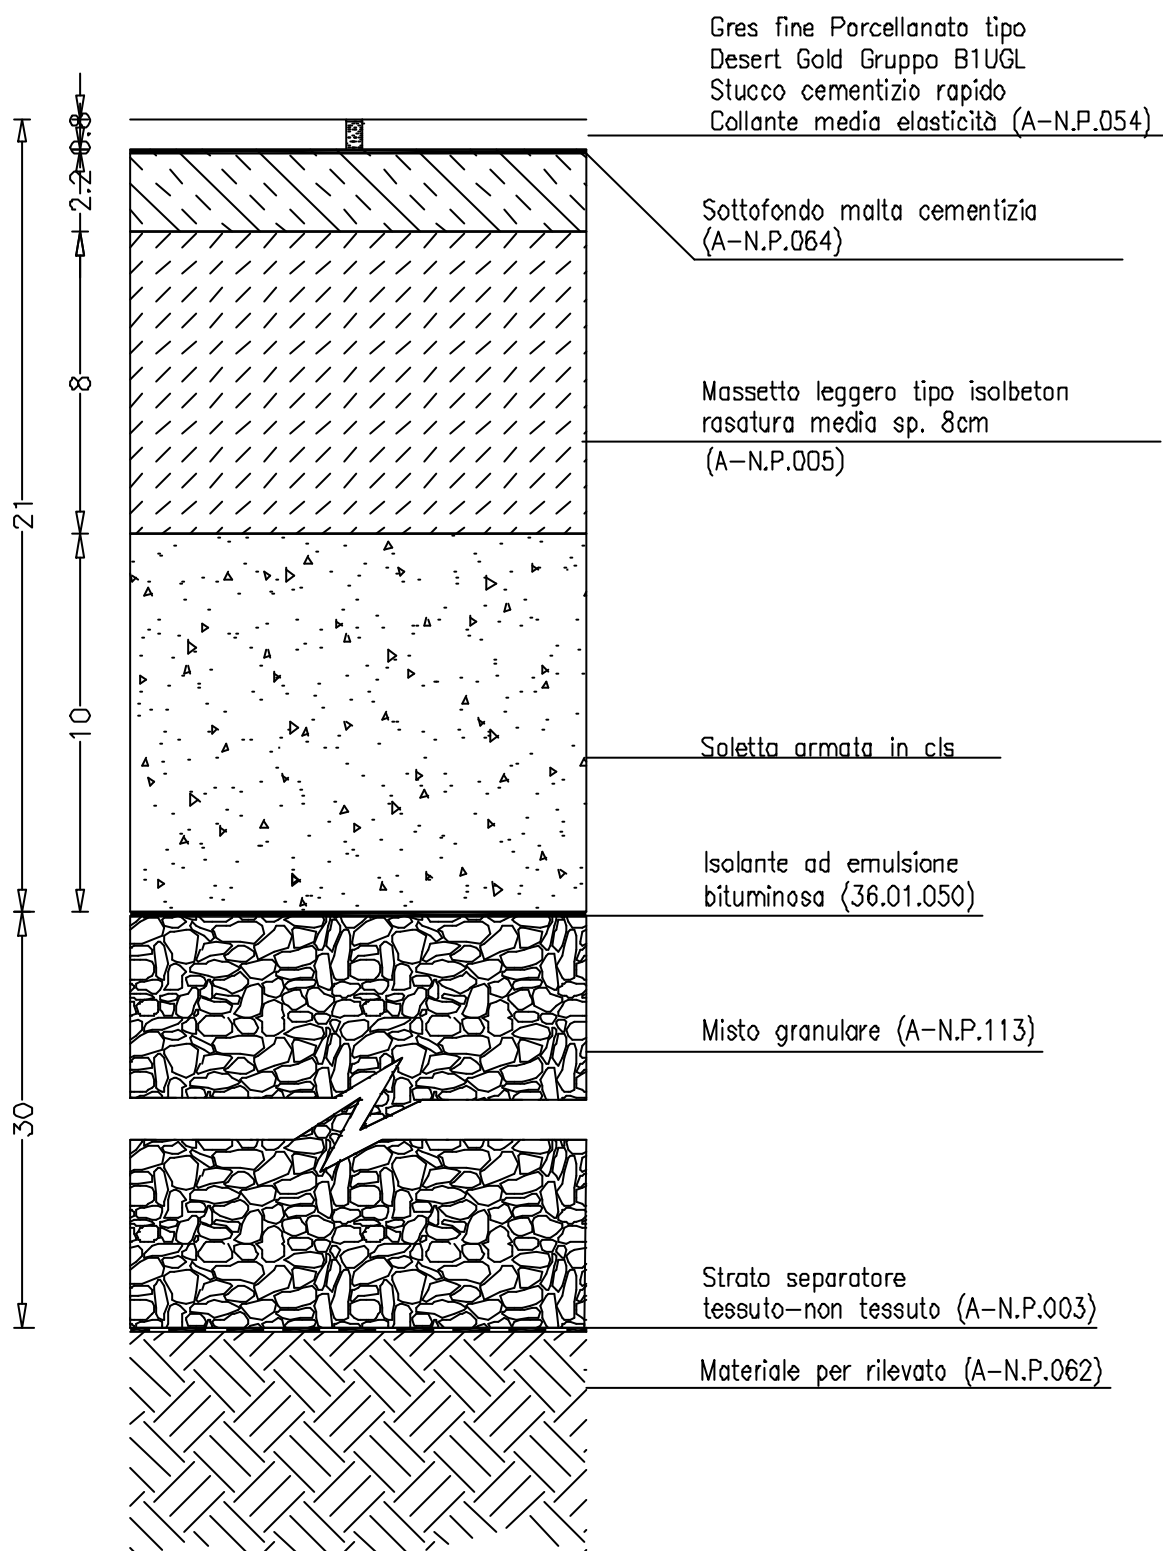 Gres fine Porcellanato tipo
Desert Gold Gruppo B1UGL
Stucco cementizio rapido
Collante media elasticità (A-N.P.054)
0.8
2.2
Sottofondo malta cementizia
(A-N.P.064)
8
Massetto leggero tipo isolbeton
rasatura media sp. 8cm
(A-N.P.005)
21
10
Soletta armata in cls
Isolante ad emulsione
bituminosa (36.01.050)
Misto granulare (A-N.P.113)
30
Strato separatore
tessuto-non tessuto (A-N.P.003)
Materiale per rilevato (A-N.P.062)